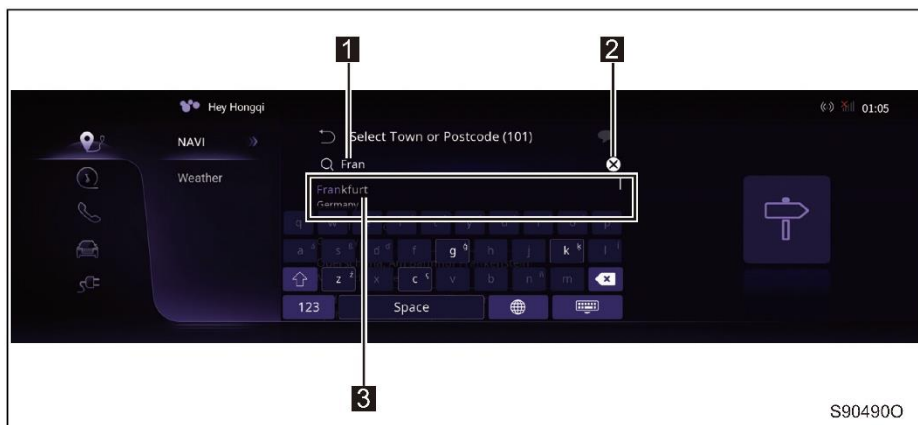 1 2
Hey Hongqi 01:05
NAVI Select Town or Postcode (101)
Fran
Weather Frankfurt
Germany
q w e r t y u i o p
a s d f g h j k l
z x c v b n m
123 Space
3
S90490O